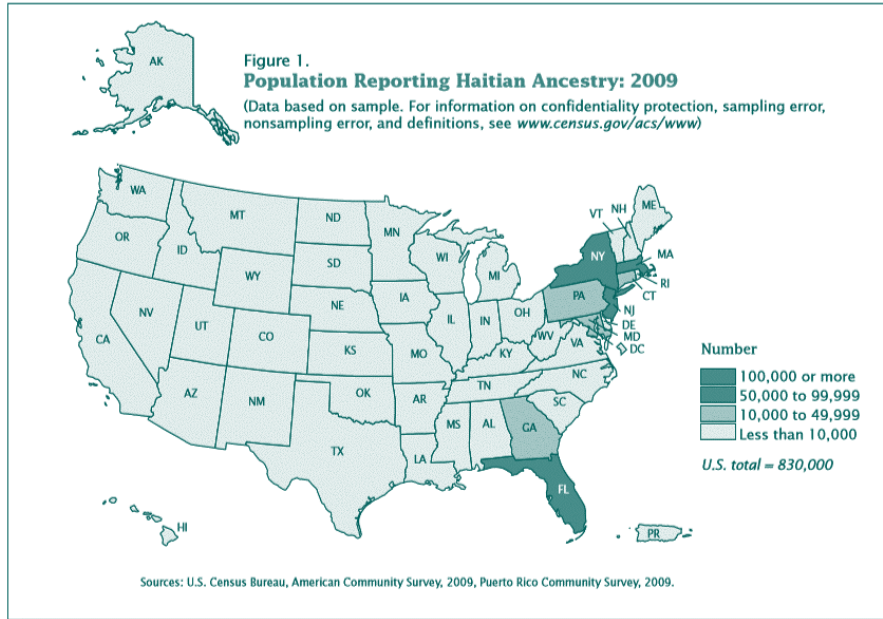 Figure 1.
Population Reporting Haitian Ancestry: 2009
(Data based on sample. For information on confidentiality protection, sampling error,
nonsampling error, and definitions, see www.census.gov/acs/www)
AK
WA
MT
ND
MN
VT
NH
ME
OR
ID
WY
SD
WI
MI
NY
MA
RI
CT
NV
UT
CO
NE
IA
IL
IN
OH
PA
NJ
DE
MD
DC
CA
KS
MO
KY
WV
VA
AZ
NM
OK
AR
TN
NC
SC
TX
LA
MS
AL
GA
FL
HI
PR
Number
100,000 or more
50,000 to 99,999
10,000 to 49,999
Less than 10,000
U.S. total = 830,000
Sources: U.S. Census Bureau, American Community Survey, 2009, Puerto Rico Community Survey, 2009.